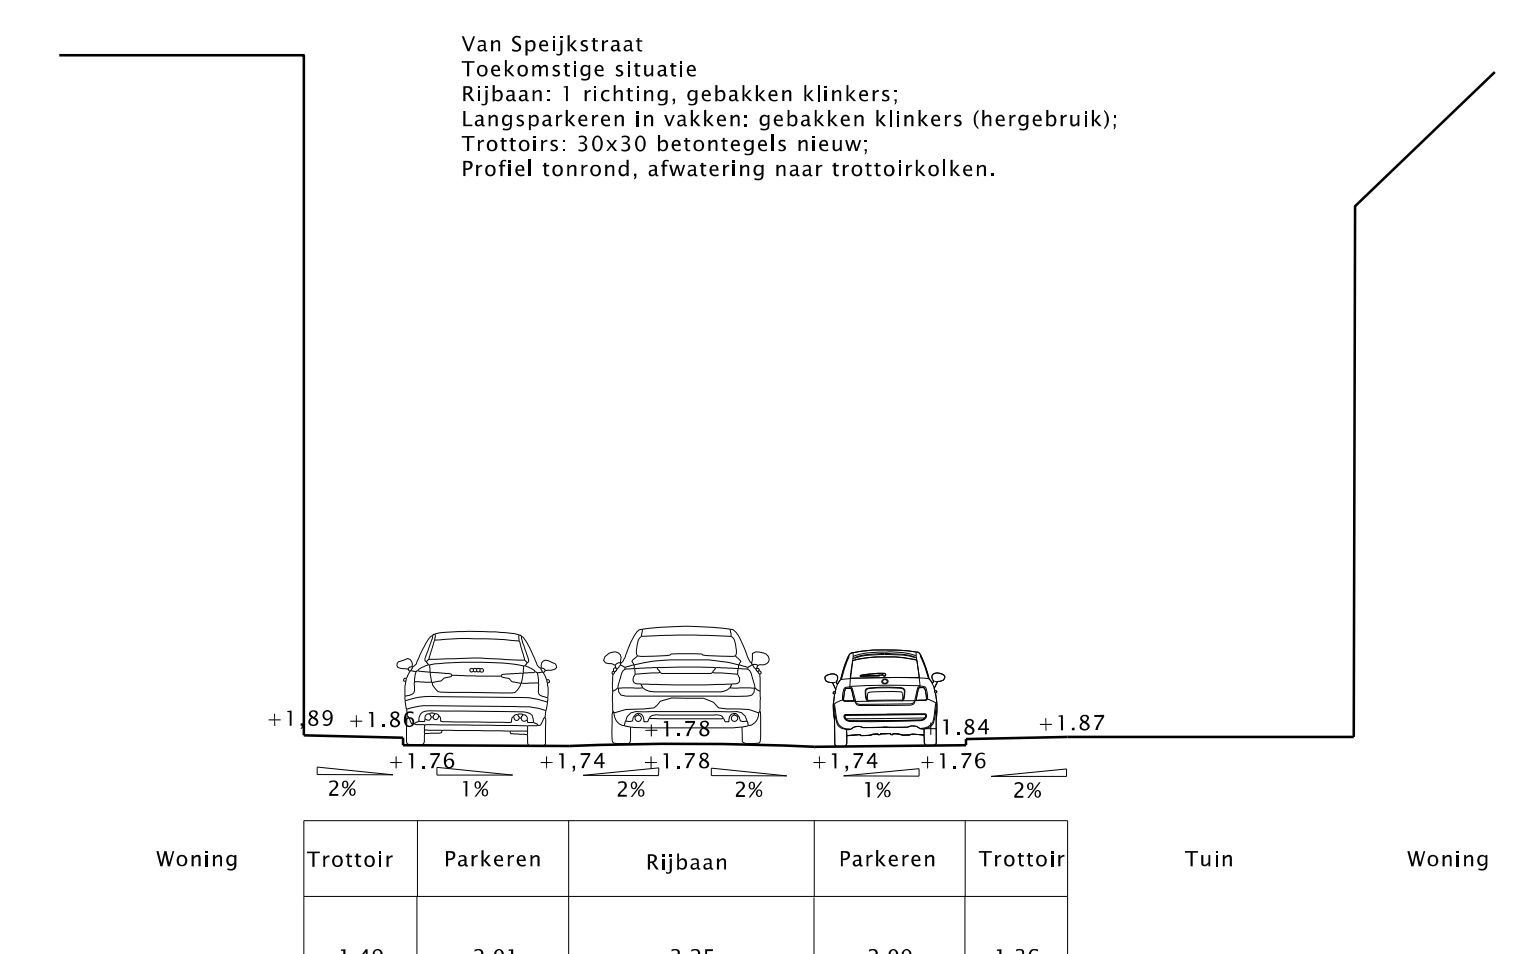 Van Speijkstraat
Toekomstige situatie
Rijbaan: 1 richting, gebakken klinkers;
Langsparkeren in vakken: gebakken klinkers (hergebruik);
Trottoirs: 30x30 betontegels nieuw;
Profiel tonrond, afwatering naar trottoirkolken.
+1,89 +1.86 +1.78 +1.84 +1.87
+1.76 +1,74 +1.78 +1,74 +1.76
2% 1% 2% 2% 1% 2%
Woning Trottoir Parkeren Rijbaan Parkeren Trottoir Tuin Woning